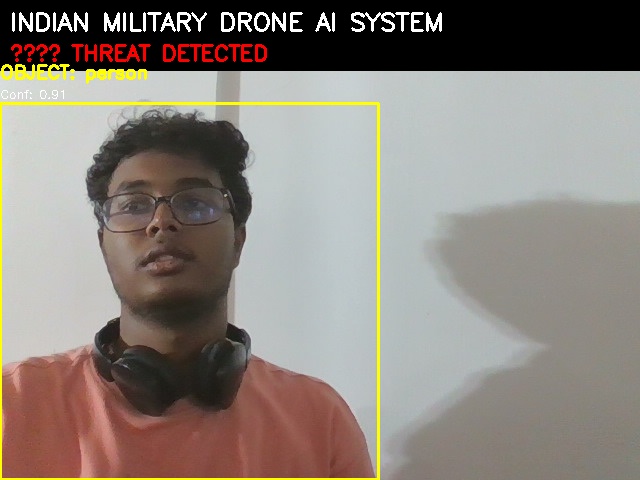 INDIAN MILITARY DRONE AI SYSTEM
???? THREAT DETECTED
OBJECT: person
Conf: 0.91